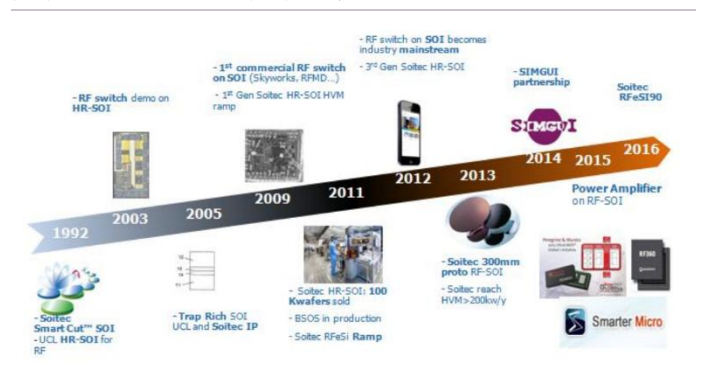 - RF switch on SOI becomes
industry mainstream
- 3rd Gen Soitec HR-SOI
- 1st commercial RF switch
on SOI (Skyworks, RFMD...)
- 1st Gen Soitec HR-SOI HVM
ramp
- SIMGUI
partnership
Soitec
RFeSI90
- RF switch demo on
HR-SOI
SIMGUI
1992
2003
2005
2009
2011
2012
2013
2014
2015
2016
Power Amplifier
on RF-SOI
- Soitec
Smart Cut™ SOI
- UCL HR-SOI for
RF
- Trap Rich SOI
UCL and Soitec IP
- Soitec HR-SOI: 100
Kwafers sold
- BSOS in production
- Soitec RFeSi Ramp
- Soitec 300mm
proto RF-SOI
- Soitec reach
HVM>200kw/y
Peregrine & Murata
RF360
Smarter Micro